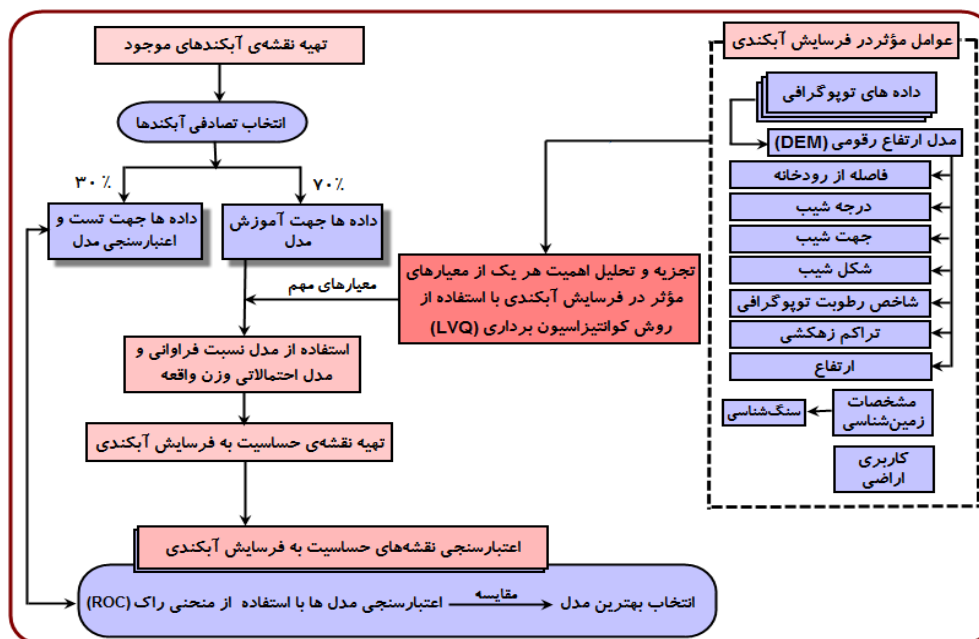 تهیه نقشه‌ی آبکندهای موجود
انتخاب تصادفی آبکندها
۳۰ ٪
۷۰٪
داده ها جهت تست و
اعتبارسنجی مدل
داده ها جهت آموزش
مدل
معیارهای مهم
استفاده از مدل نسبت فراوانی و
مدل احتمالاتی وزن واقعه
تهیه نقشه‌ی حساسیت به فرسایش آبکندی
اعتبارسنجی نقشه‌های حساسیت به فرسایش آبکندی
اعتبارسنجی مدل ها با استفاده از منحنی راک (ROC)
مقایسه
انتخاب بهترین مدل
تجزیه و تحلیل اهمیت هر یک از معیارهای
مؤثر در فرسایش آبکندی با استفاده از
روش کوانتیزاسیون برداری (LVQ)
عوامل مؤثردر فرسایش آبکندی
داده های توپوگرافی
مدل ارتفاع رقومی (DEM)
فاصله از رودخانه
درجه شیب
جهت شیب
شکل شیب
شاخص رطوبت توپوگرافی
تراکم زهکشی
ارتفاع
مشخصات
زمین‌شناسی
سنگ‌شناسی
کاربری
اراضی